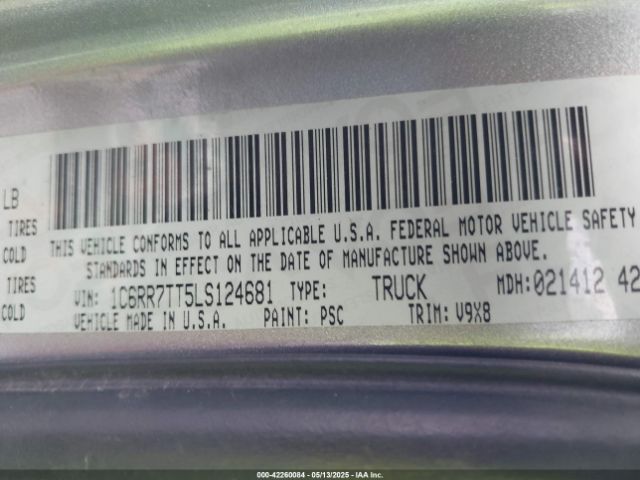 LB
TIRES
COLD
TIRES
COLD
THIS VEHICLE CONFORMS TO ALL APPLICABLE U.S.A. FEDERAL MOTOR VEHICLE SAFETY
STANDARDS IN EFFECT ON THE DATE OF MANUFACTURE SHOWN ABOVE.
VIN: 1C6RR7TT5LS124681 TYPE: TRUCK MDH:021412 42
VEHICLE MADE IN U.S.A. PAINT: PSC TRIM: V9X8
000-42260084 - 05/13/2025 - IAA Inc.